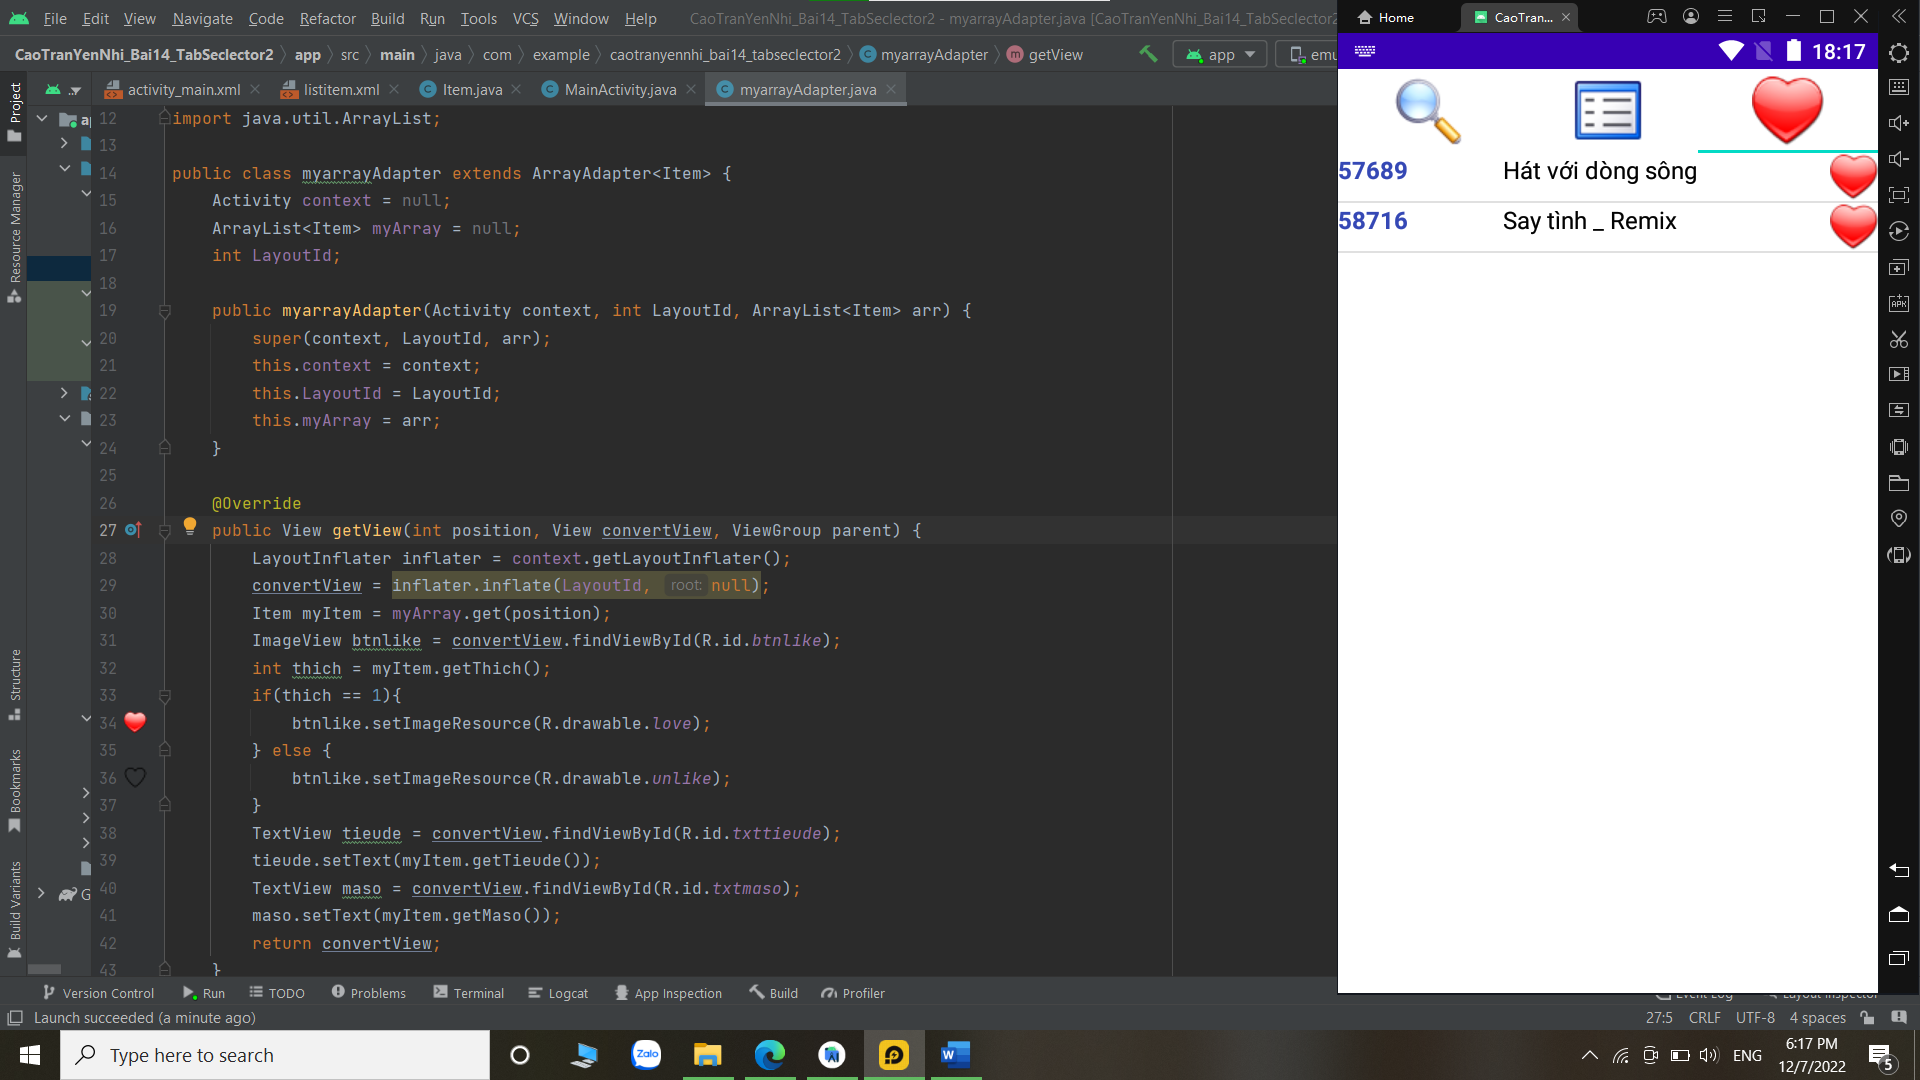 File Edit View Navigate Code Refactor Build Run Tools VCS Window Help CaoTranYenNhi_Bai14_TabSeclector2 - myarrayAdapter.java [CaoTranYenNhi_Bai14_TabSeclector2
CaoTranYenNhi_Bai14_TabSeclector2 app src main java com example caotranyennhi_bai14_tabseclector2 myarrayAdapter getView app emu
activity_main.xml listitem.xml Item.java MainActivity.java myarrayAdapter.java
Project
Resource Manager
Structure
Bookmarks
Build Variants
ap
G
12 import java.util.ArrayList;
13
14 public class myarrayAdapter extends ArrayAdapter<Item> {
15 Activity context = null;
16 ArrayList<Item> myArray = null;
17 int LayoutId;
18
19 public myarrayAdapter(Activity context, int LayoutId, ArrayList<Item> arr) {
20 super(context, LayoutId, arr);
21 this.context = context;
22 this.LayoutId = LayoutId;
23 this.myArray = arr;
24 }
25
26 @Override
27 public View getView(int position, View convertView, ViewGroup parent) {
28 LayoutInflater inflater = context.getLayoutInflater();
29 convertView = inflater.inflate(LayoutId, root: null);
30 Item myItem = myArray.get(position);
31 ImageView btnlike = convertView.findViewById(R.id.btnlike);
32 int thich = myItem.getThich();
33 if(thich == 1){
34 btnlike.setImageResource(R.drawable.love);
35 } else {
36 btnlike.setImageResource(R.drawable.unlike);
37 }
38 TextView tieude = convertView.findViewById(R.id.txttieude);
39 tieude.setText(myItem.getTieude());
40 TextView maso = convertView.findViewById(R.id.txtmaso);
41 maso.setText(myItem.getMaso());
42 return convertView;
43 }
Home CaoTran...
18:17
57689 Hát với dòng sông
58716 Say tình _ Remix
APK
Version Control Run TODO Problems Terminal Logcat App Inspection Build Profiler Event Log Layout Inspector
Launch succeeded (a minute ago) 27:5 CRLF UTF-8 4 spaces
Type here to search Zalo W ENG 6:17 PM
12/7/2022 5